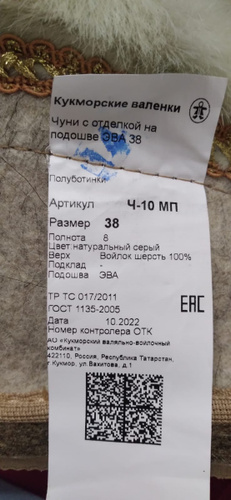 Кукморские валенки
Чуни с отделкой на
подошве ЭВА 38
Полуботинки
Артикул Ч-10 МП
Размер 38
Полнота 8
Цвет натуральный серый
Верх Войлок шерсть 100%
Подклад -
Подошва ЭВА
ТР ТС 017/2011
ГОСТ 1135-2005
Дата 10.2022
Номер контролера ОТК
АО «Кукморский валяльно-войлочный
комбинат»
422110, Россия, Республика Татарстан,
г.Кукмор, ул.Вахитова, д.1
ЕАС